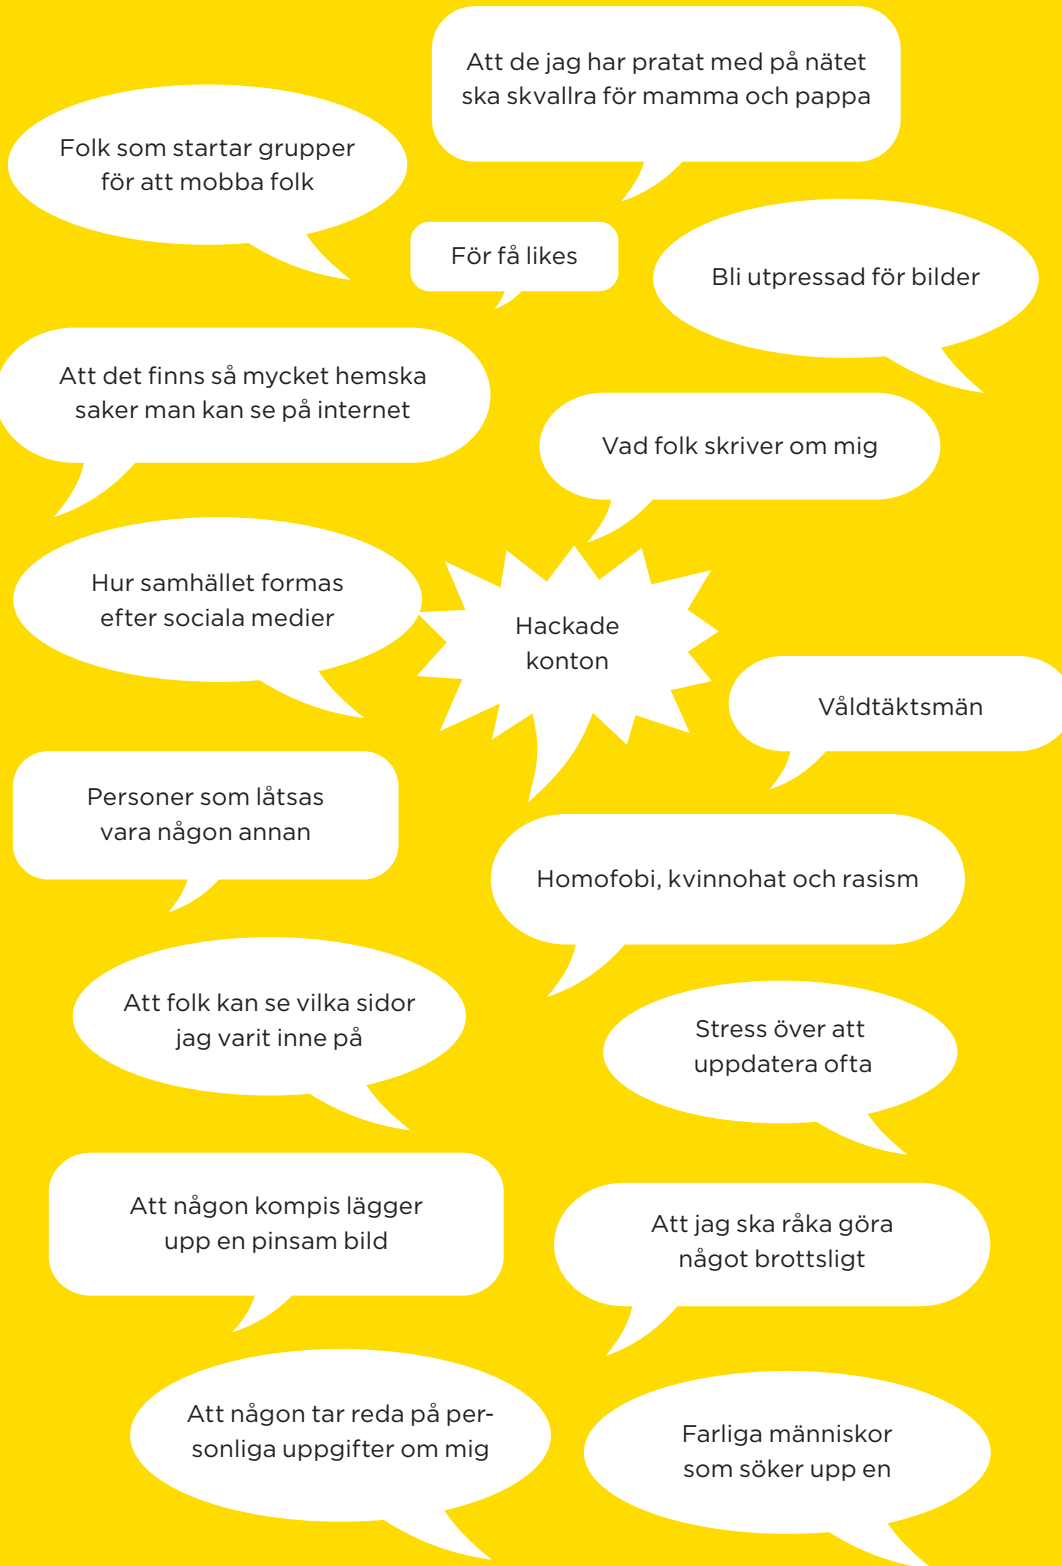 Att de jag har pratat med på nätet
ska skvallra för mamma och pappa
Folk som startar grupper
för att mobba folk
För få likes
Bli utpressad för bilder
Att det finns så mycket hemska
saker man kan se på internet
Vad folk skriver om mig
Hur samhället formas
efter sociala medier
Hackade
konton
Våldtäktsmän
Personer som låtsas
vara någon annan
Homofobi, kvinnohat och rasism
Att folk kan se vilka sidor
jag varit inne på
Stress över att
uppdatera ofta
Att någon kompis lägger
upp en pinsam bild
Att jag ska råka göra
något brottsligt
Att någon tar reda på per-
sonliga uppgifter om mig
Farliga människor
som söker upp en